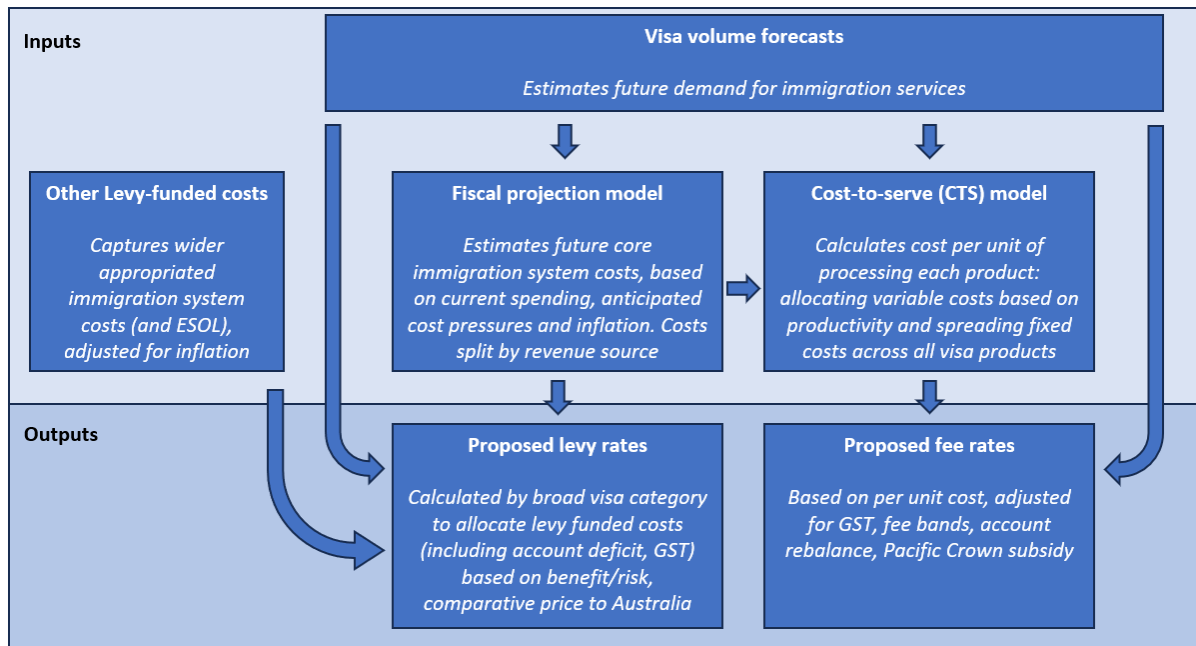 Inputs
Visa volume forecasts
Estimates future demand for immigration services
Other Levy-funded costs
Captures wider
appropriated
immigration system
costs (and ESOL),
adjusted for inflation
Fiscal projection model
Estimates future core
immigration system costs, based
on current spending, anticipated
cost pressures and inflation. Costs
split by revenue source
Cost-to-serve (CTS) model
Calculates cost per unit of
processing each product:
allocating variable costs based on
productivity and spreading fixed
costs across all visa products
Outputs
Proposed levy rates
Calculated by broad visa category
to allocate levy funded costs
(including account deficit, GST)
based on benefit/risk,
comparative price to Australia
Proposed fee rates
Based on per unit cost, adjusted
for GST, fee bands, account
rebalance, Pacific Crown subsidy